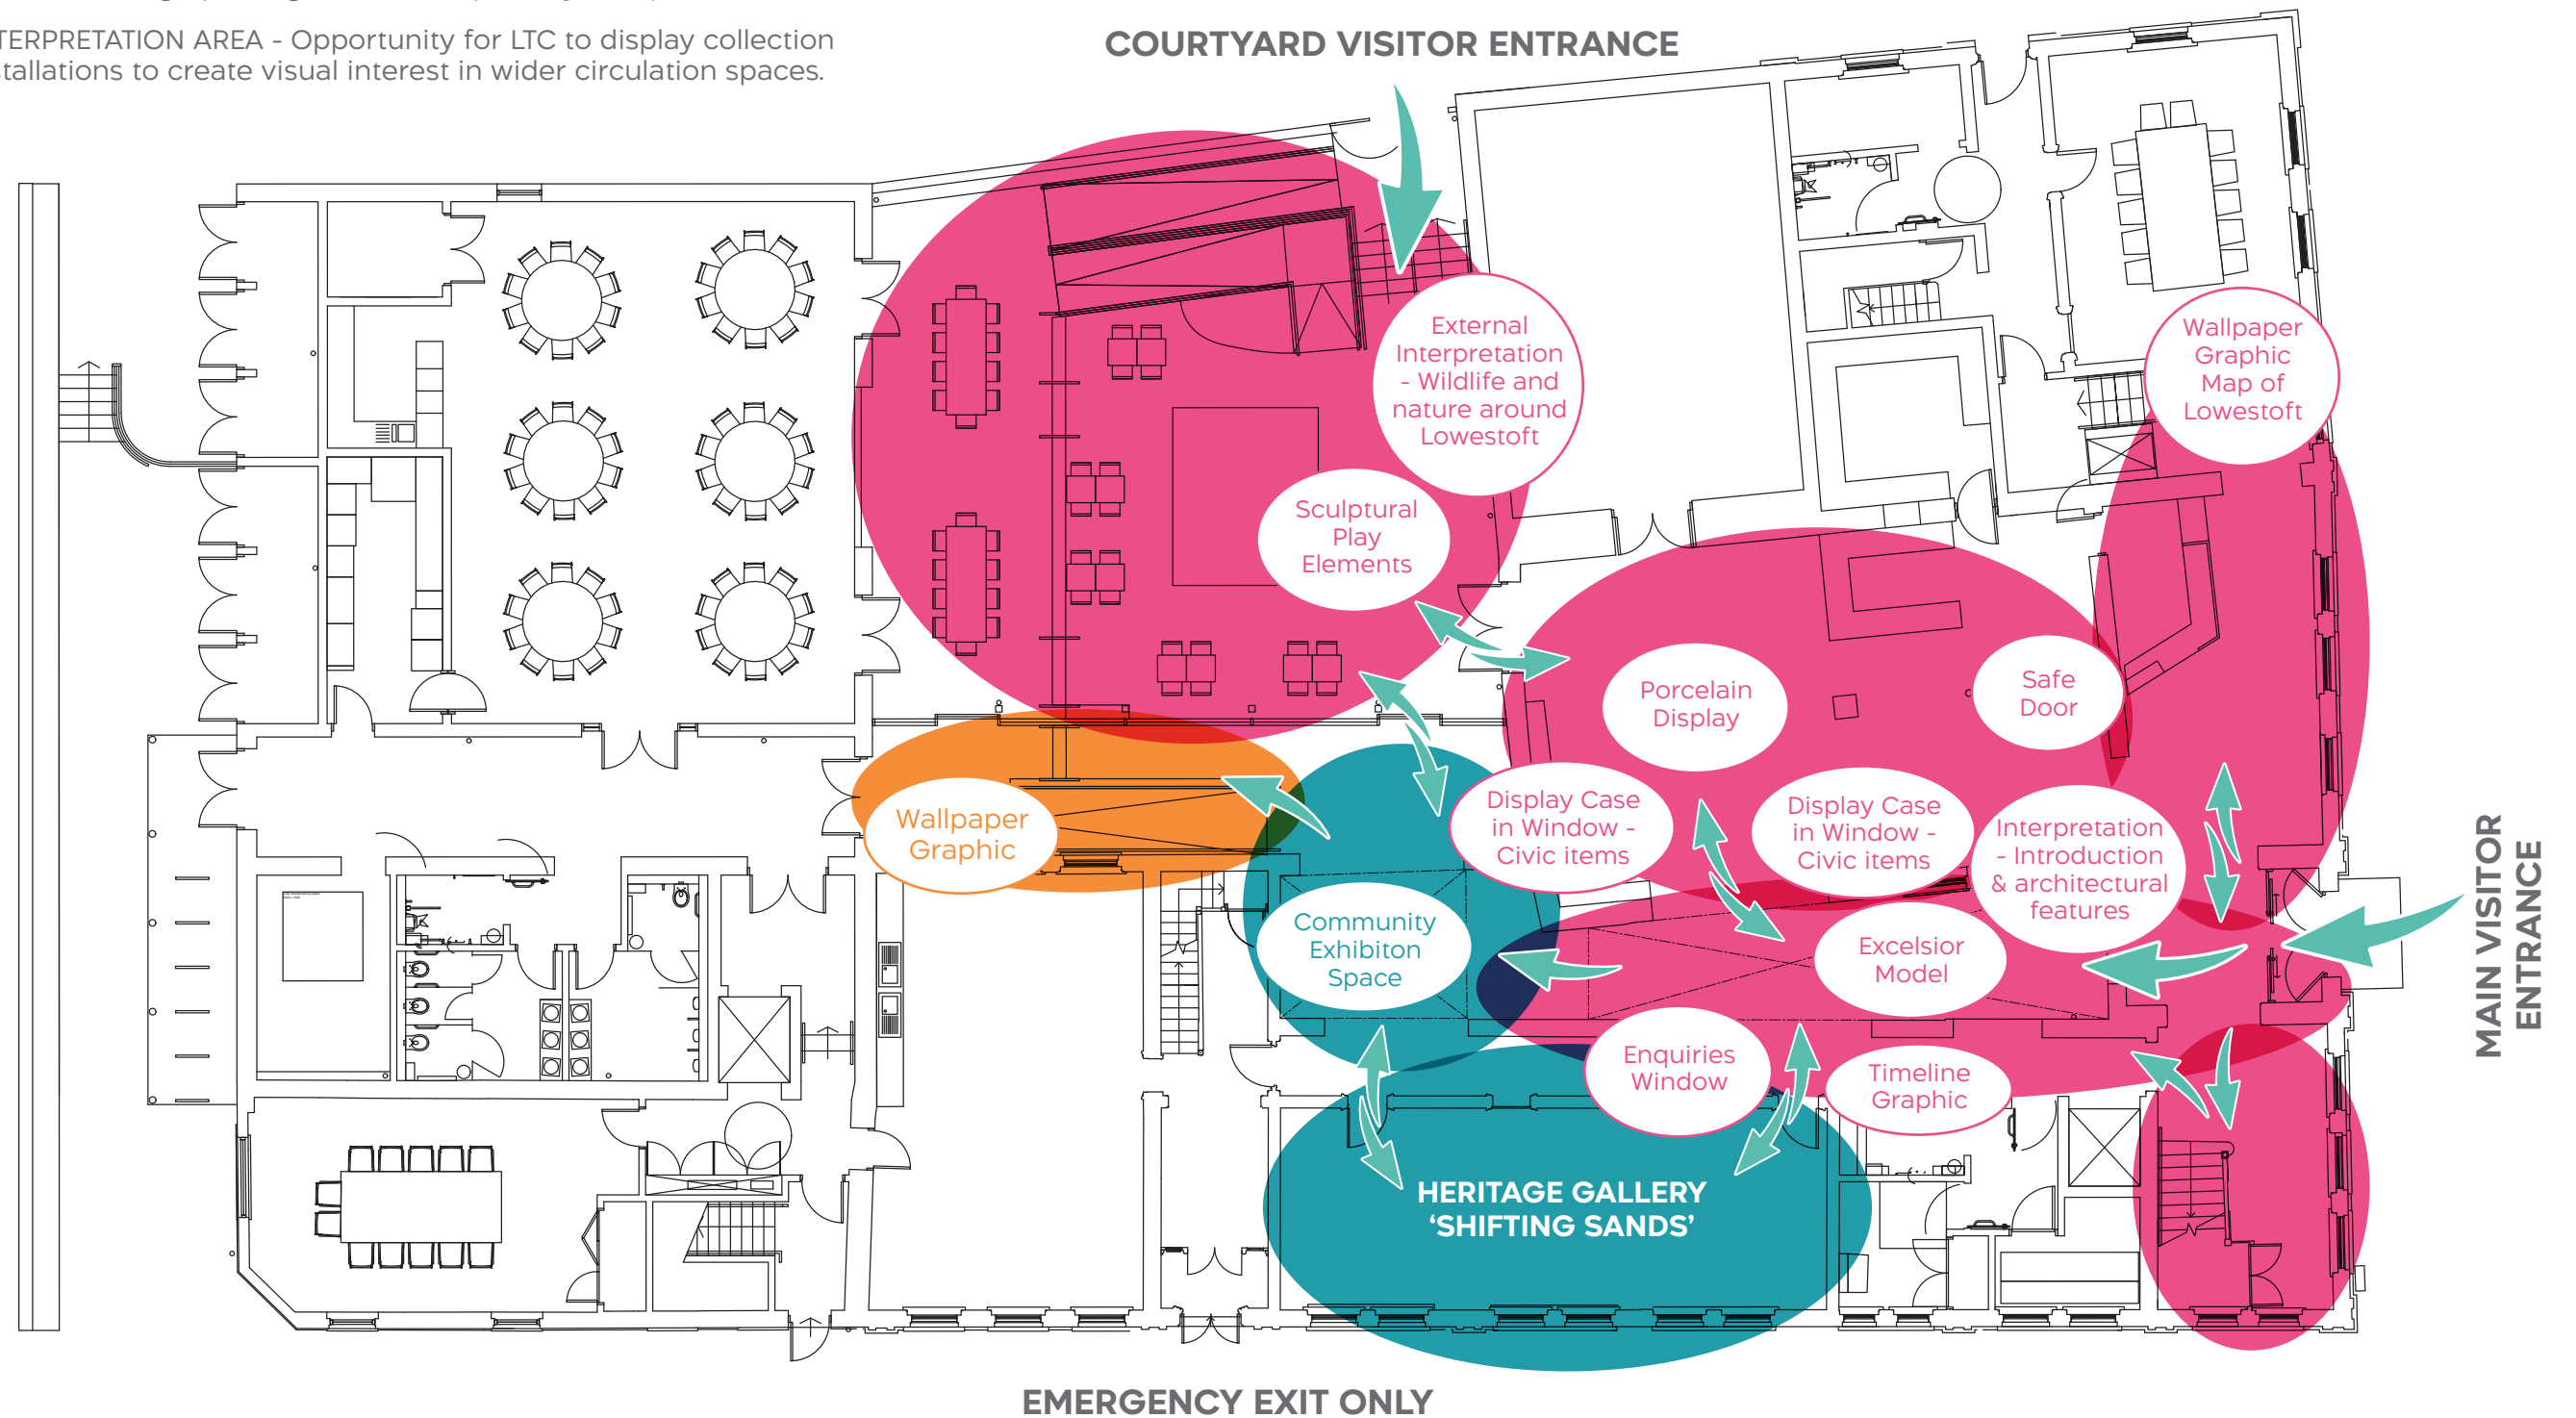 TERPRETATION AREA - Opportunity for LTC to display collection
tallations to create visual interest in wider circulation spaces.
COURTYARD VISITOR ENTRANCE
External
Interpretation
- Wildlife and
nature around
Lowestoft
Wallpaper
Graphic
Map of
Lowestoft
Sculptural
Play
Elements
Porcelain
Display
Safe
Door
Wallpaper
Graphic
Display Case
in Window -
Civic items
Display Case
in Window -
Civic items
Interpretation
- Introduction
& architectural
features
MAIN VISITOR
ENTRANCE
Community
Exhibiton
Space
Excelsior
Model
Enquiries
Window
Timeline
Graphic
HERITAGE GALLERY
‘SHIFTING SANDS’
EMERGENCY EXIT ONLY